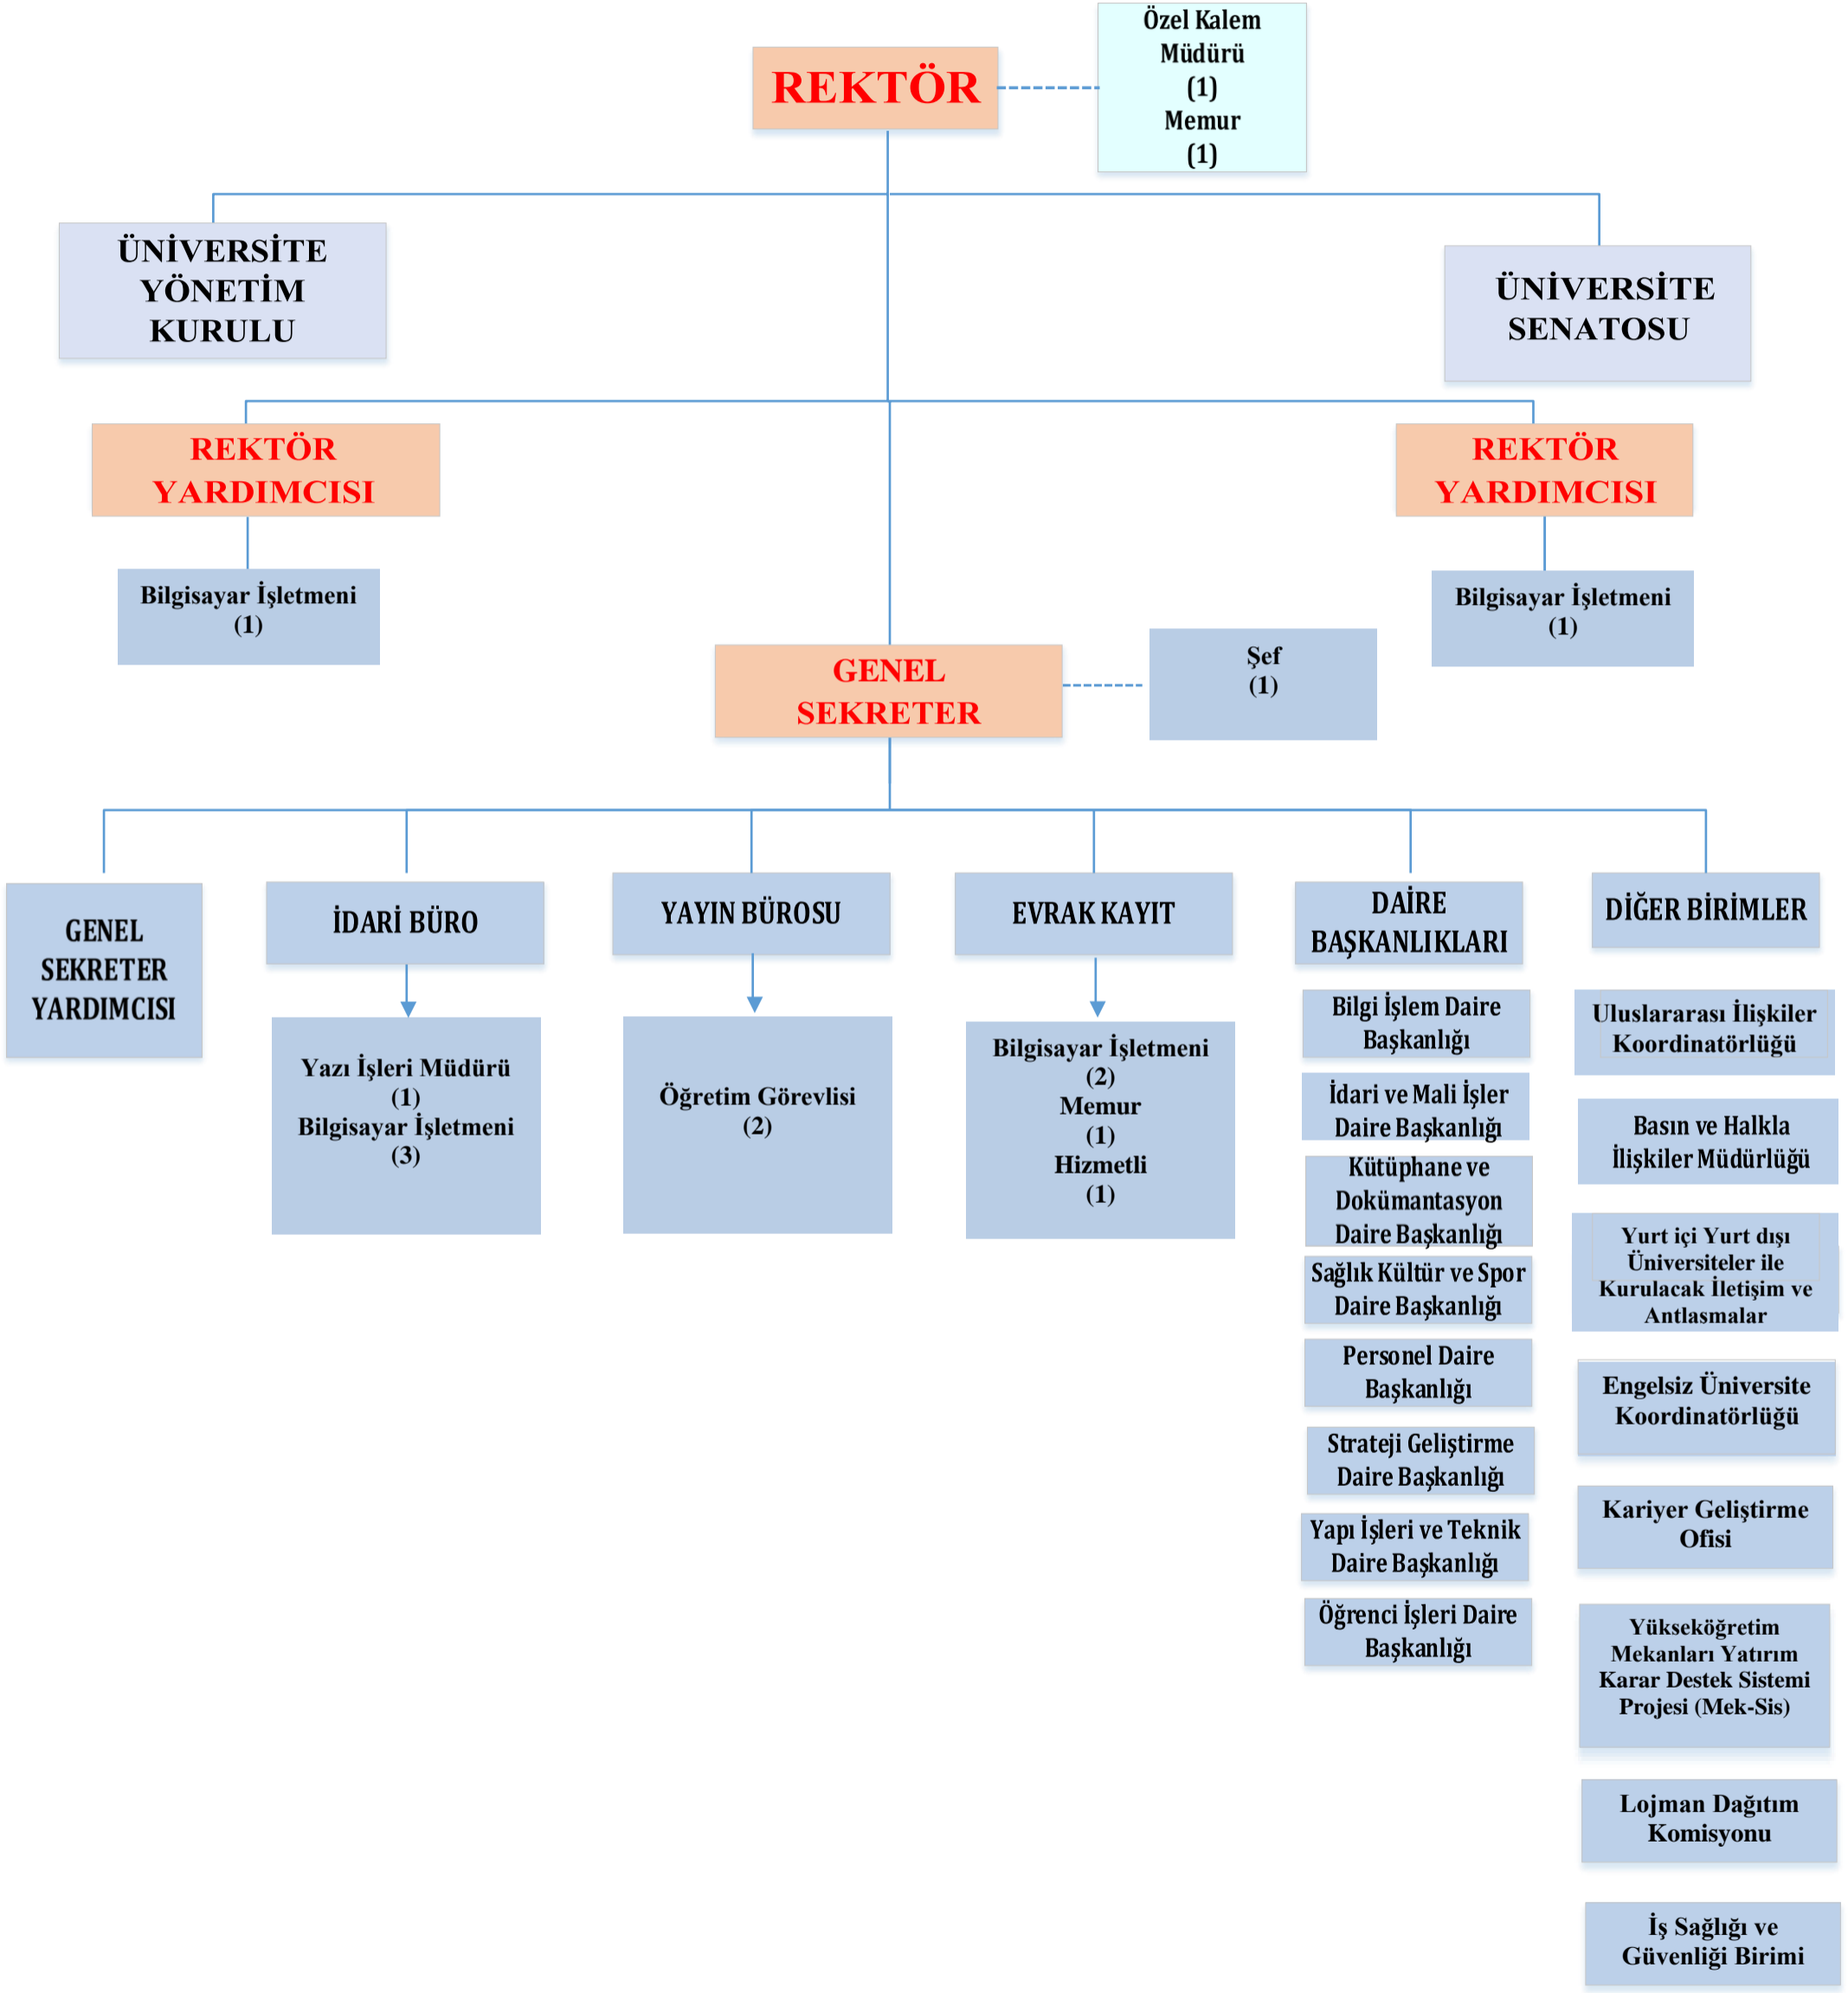 Özel Kalem
Müdürü
(1)
Memur
(1)
REKTÖR
ÜNİVERSİTE
YÖNETİM
KURULU
ÜNİVERSİTE
SENATOSU
REKTÖR
YARDIMCISI
REKTÖR
YARDIMCISI
Bilgisayar İşletmeni
(1)
Bilgisayar İşletmeni
(1)
GENEL
SEKRETER
Şef
(1)
GENEL
SEKRETER
YARDIMCISI
İDARİ BÜRO
Yazı İşleri Müdürü
(1)
Bilgisayar İşletmeni
(3)
YAYIN BÜROSU
Öğretim Görevlisi
(2)
EVRAK KAYIT
Bilgisayar İşletmeni
(2)
Memur
(1)
Hizmetli
(1)
DAİRE
BAŞKANLIKLARI
Bilgi İşlem Daire
Başkanlığı
İdari ve Mali İşler
Daire Başkanlığı
Kütüphane ve
Dokümantasyon
Daire Başkanlığı
Sağlık Kültür ve Spor
Daire Başkanlığı
Personel Daire
Başkanlığı
Strateji Geliştirme
Daire Başkanlığı
Yapı İşleri ve Teknik
Daire Başkanlığı
Öğrenci İşleri Daire
Başkanlığı
DİĞER BİRİMLER
Uluslararası İlişkiler
Koordinatörlüğü
Basın ve Halkla
İlişkiler Müdürlüğü
Yurt içi Yurt dışı
Üniversiteler ile
Kurulacak İletişim ve
Antlasmalar
Engelsiz Üniversite
Koordinatörlüğü
Kariyer Geliştirme
Ofisi
Yükseköğretim
Mekanları Yatırım
Karar Destek Sistemi
Projesi (Mek-Sis)
Lojman Dağıtım
Komisyonu
İş Sağlığı ve
Güvenliği Birimi